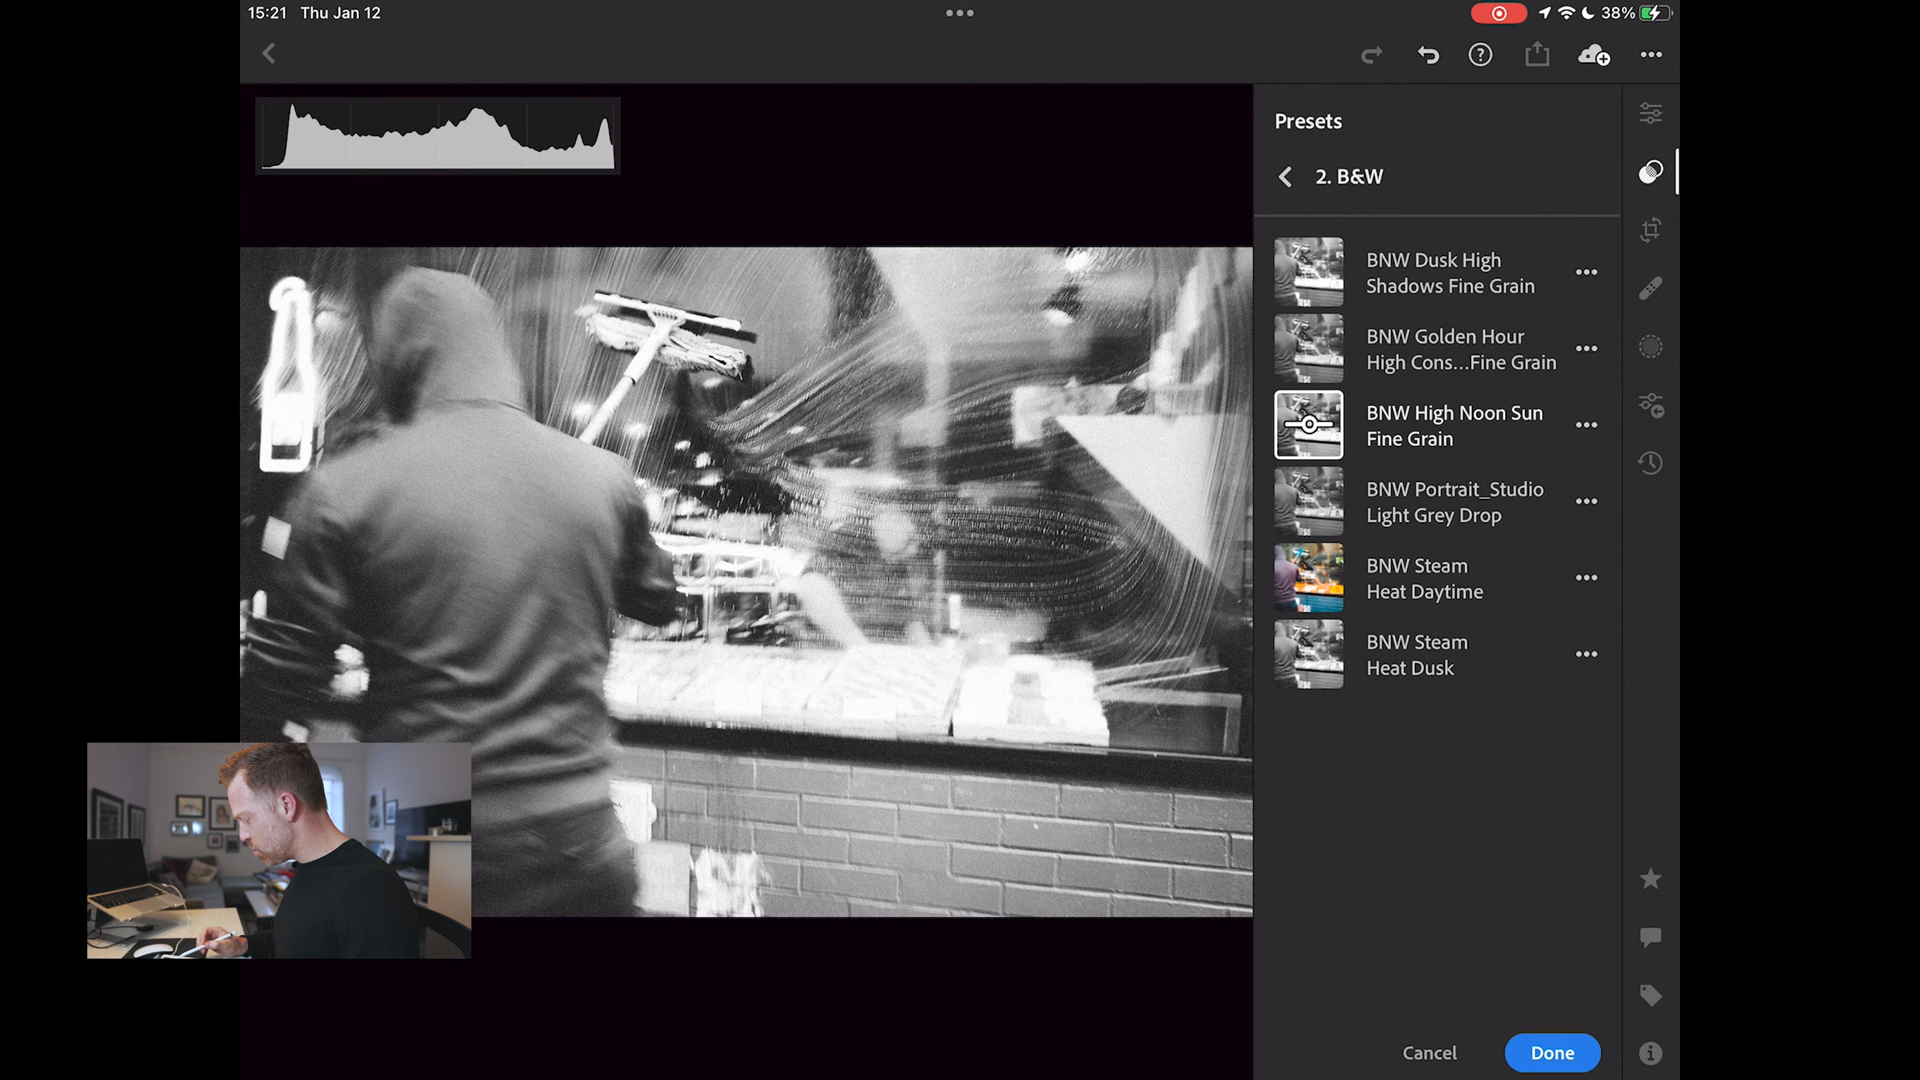 15:21 Thu Jan 12
38%
Presets
2. B&W
BNW Dusk High
Shadows Fine Grain
BNW Golden Hour
High Cons...Fine Grain
BNW High Noon Sun
Fine Grain
BNW Portrait_Studio
Light Grey Drop
BNW Steam
Heat Daytime
BNW Steam
Heat Dusk
Cancel
Done